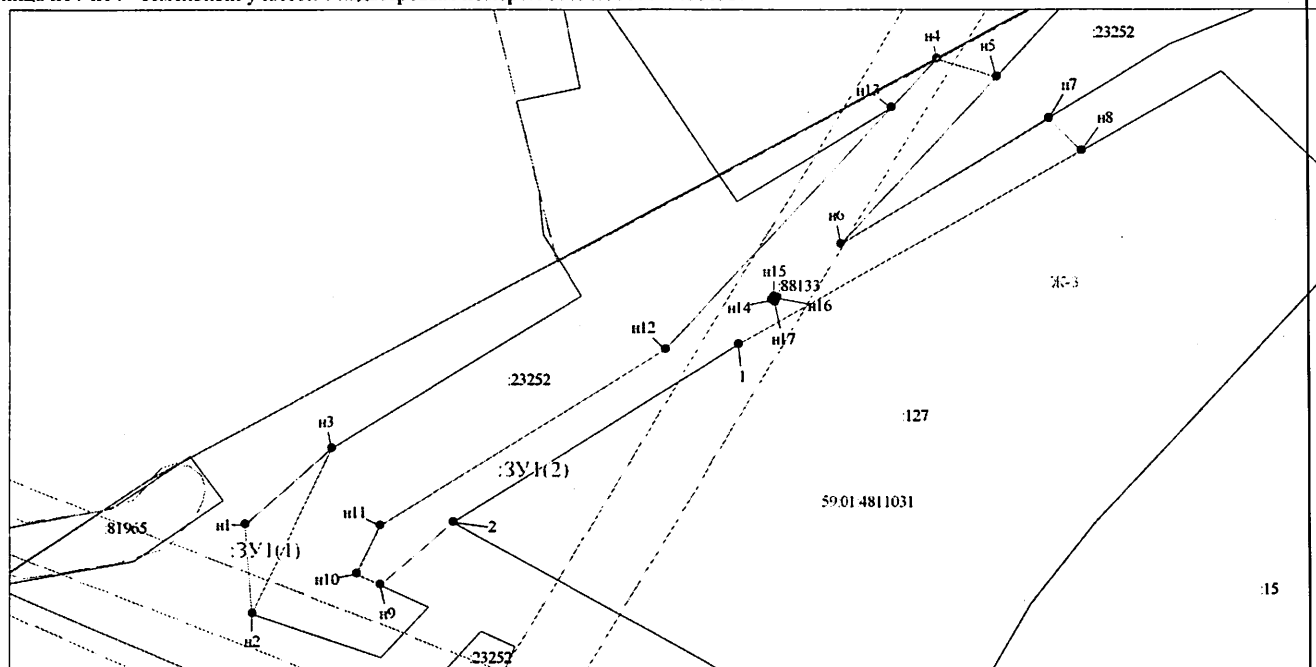 н4
:23252
н5
н13
н7
н8
н6
н15
:88133
Ж-3
н14
н16
н17
н12
1
:23252
:127
н3
:ЗУ1(2)
59:01:4811031
н11
2
:81965
н1
:ЗУ1(1)
н10
н9
:15
н2
:23252